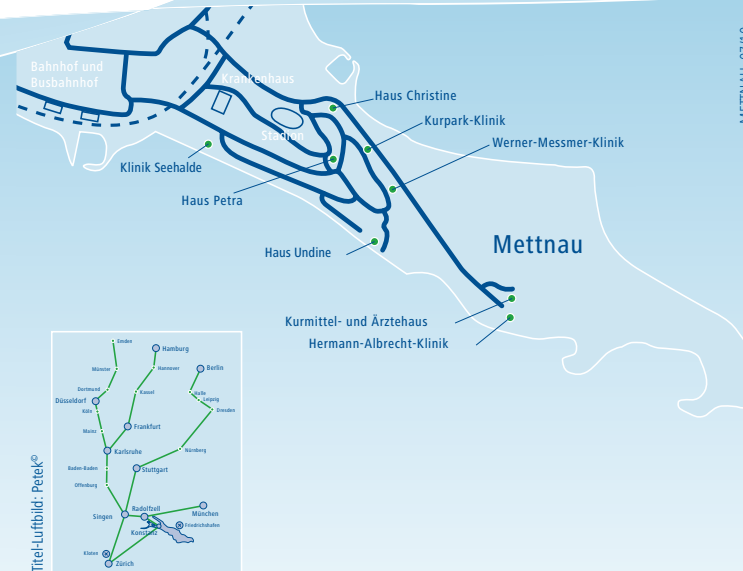 Bahnhof und
Busbahnhof
Krankenhaus
Stadion
Haus Christine
Kurpark-Klinik
Werner-Messmer-Klinik
Klinik Seehalde
Haus Petra
Haus Undine
Mettnau
Kurmittel- und Ärztehaus
Hermann-Albrecht-Klinik
Emden
Hamburg
Münster
Hannover
Berlin
Dortmund
Kassel
Halle
Leipzig
Düsseldorf
Köln
Dresden
Mainz
Frankfurt
Karlsruhe
Nürnberg
Baden-Baden
Stuttgart
Offenburg
Radolfzell
Singen
München
Konstanz
Friedrichshafen
Kloten
Zürich
Titel-Luftbild: Petek©